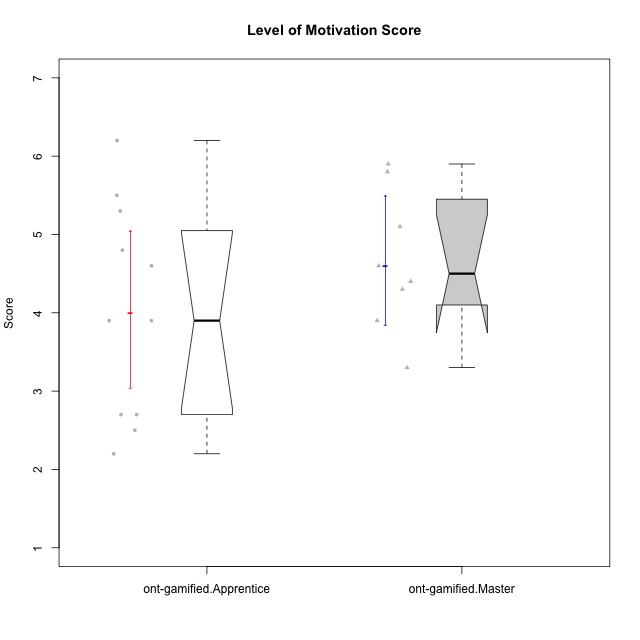 Level of Motivation Score
7
6
5
4
3
2
1
Score
ont-gamified.Apprentice
ont-gamified.Master